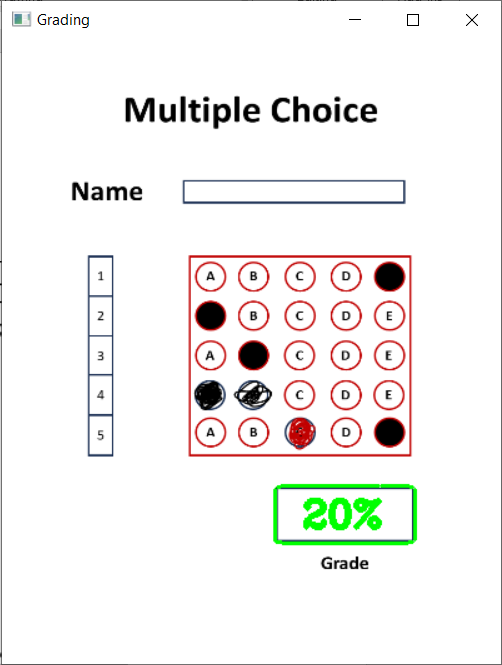 Grading
Multiple Choice
Name
1 A B C D
2 B C D E
3 A C D E
4 C D E
5 A B D
20%
Grade